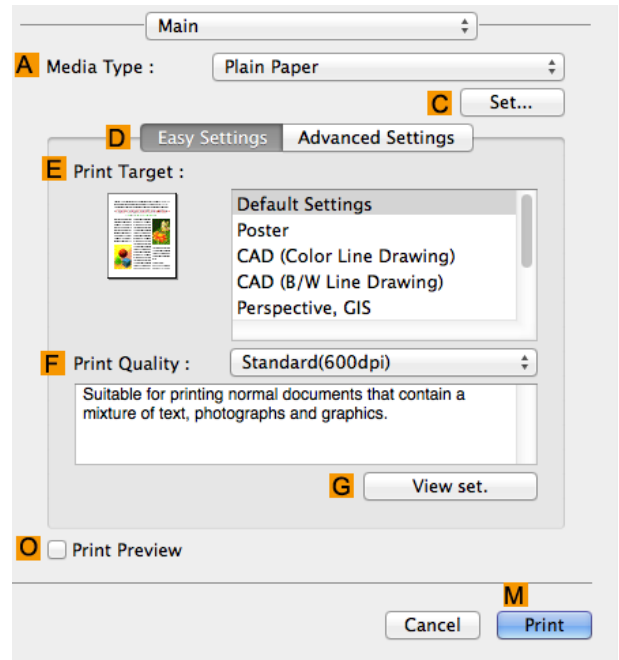 Main
A Media Type : Plain Paper
C Set...
D Easy Settings Advanced Settings
E Print Target :
Default Settings
Poster
CAD (Color Line Drawing)
CAD (B/W Line Drawing)
Perspective, GIS
F Print Quality : Standard(600dpi)
Suitable for printing normal documents that contain a
mixture of text, photographs and graphics.
G View set.
O Print Preview
M
Cancel Print